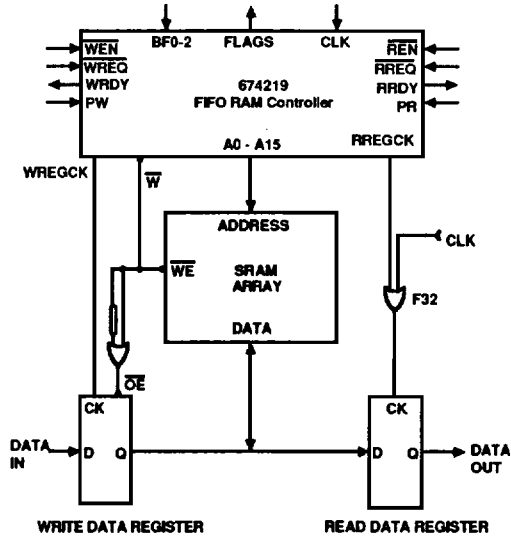 BF0-2 FLAGS CLK
WEN REN
WREQ RREQ
WRDY 674219 RRDY
PW FIFO RAM Controller PR
A0 - A15 RREGCK
WREGCK W
ADDRESS
CLK
WE SRAM
ARRAY
F32
DATA
OE
CK CK
DATA IN D Q D Q DATA OUT
WRITE DATA REGISTER READ DATA REGISTER